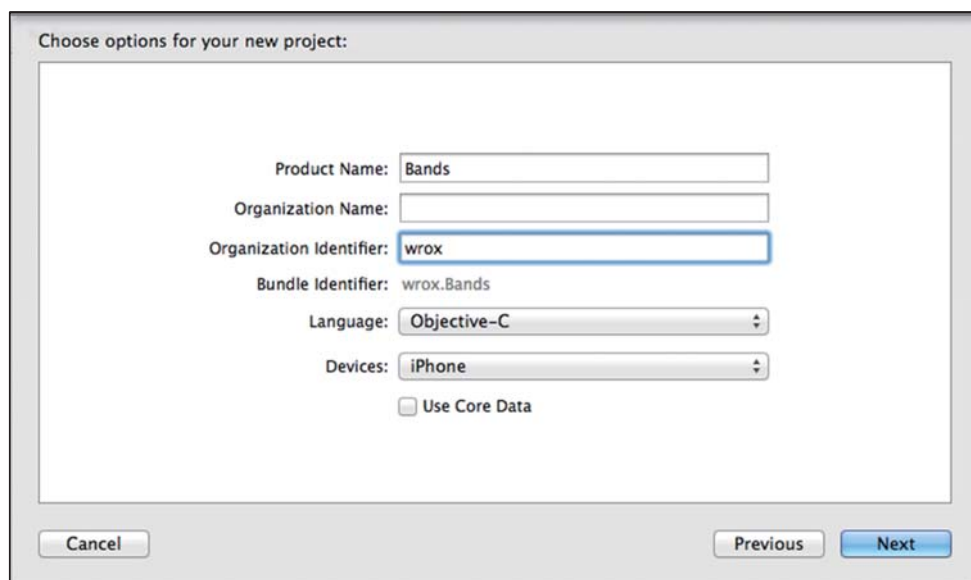 Choose options for your new project:
Product Name: Bands
Organization Name:
Organization Identifier: wrox
Bundle Identifier: wrox.Bands
Language: Objective-C
Devices: iPhone
Use Core Data
Cancel Previous Next